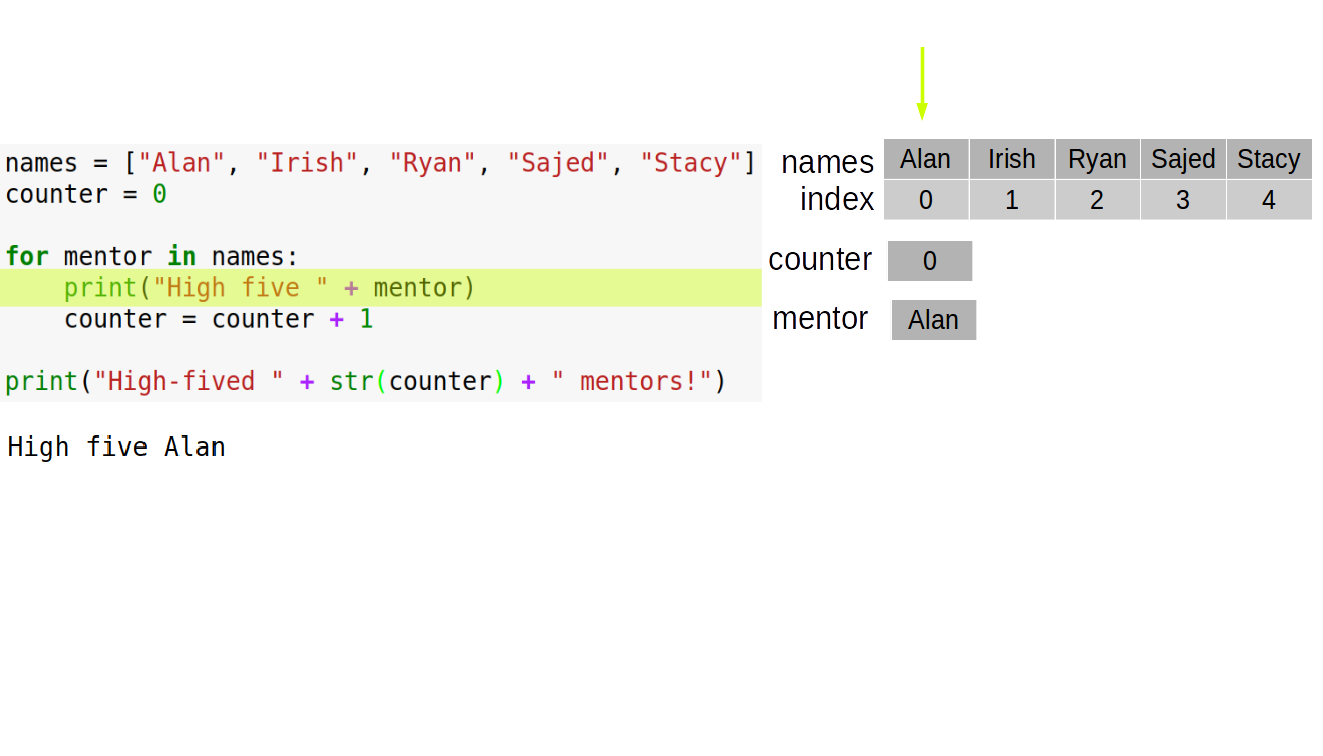 names = ["Alan", "Irish", "Ryan", "Sajed", "Stacy"]
counter = 0
for mentor in names:
    print("High five " + mentor)
    counter = counter + 1
print("High-fived " + str(counter) + " mentors!")
High five Alan
names Alan Irish Ryan Sajed Stacy
index 0 1 2 3 4
counter 0
mentor Alan